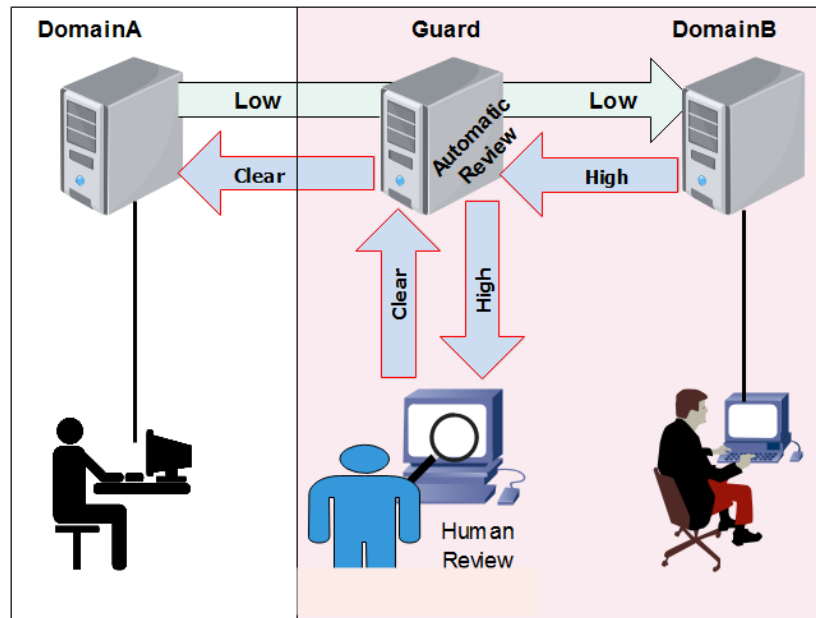 DomainA
Guard
DomainB
Low
Low
Automatic
Review
Clear
High
Clear
High
Human
Review